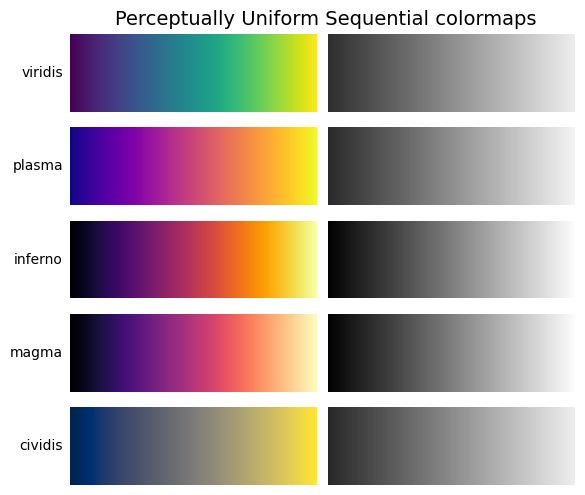 Perceptually Uniform Sequential colormaps
viridis
plasma
inferno
magma
cividis